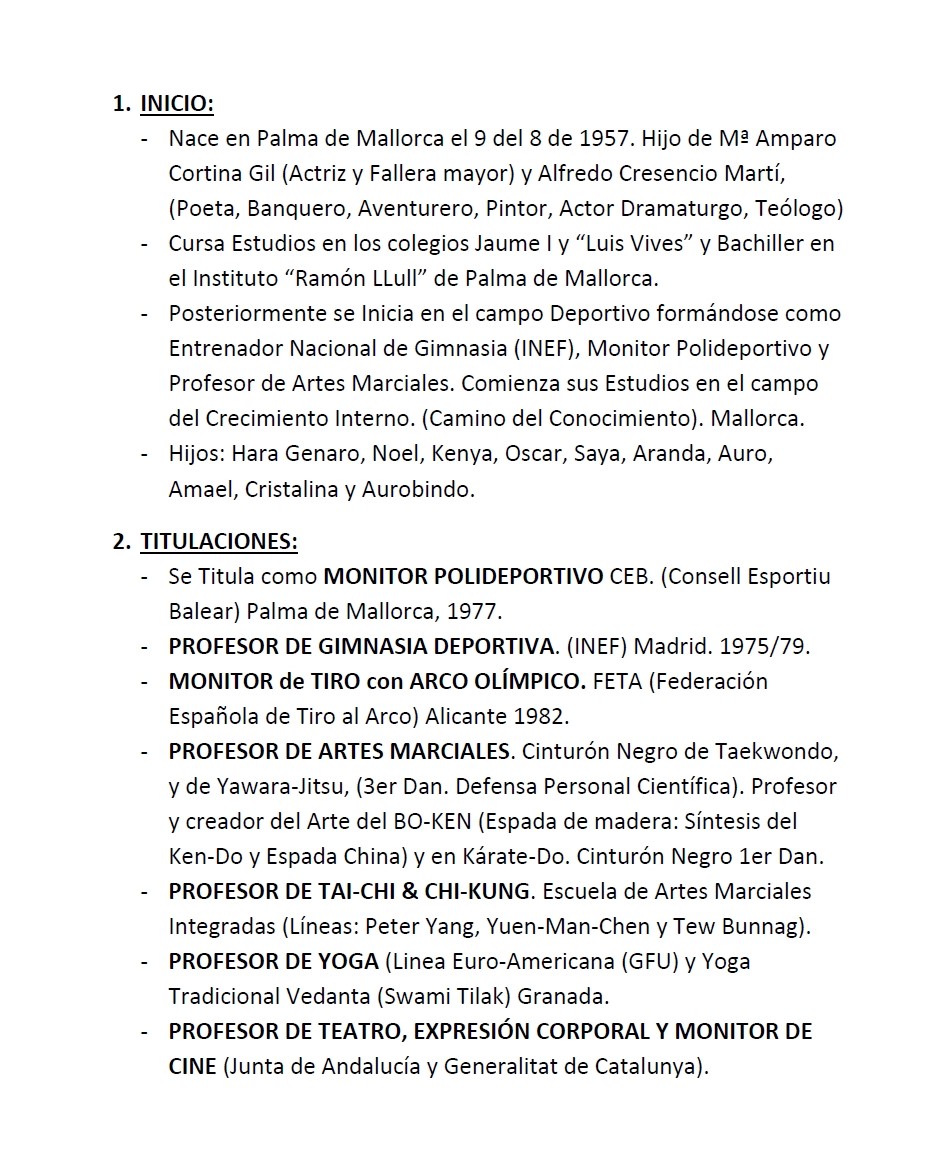 1. INICIO:
- Nace en Palma de Mallorca el 9 del 8 de 1957. Hijo de Mª Amparo
Cortina Gil (Actriz y Fallera mayor) y Alfredo Cresencio Martí,
(Poeta, Banquero, Aventurero, Pintor, Actor Dramaturgo, Teólogo)
- Cursa Estudios en los colegios Jaume I y “Luis Vives” y Bachiller en
el Instituto “Ramón LLull” de Palma de Mallorca.
- Posteriormente se Inicia en el campo Deportivo formándose como
Entrenador Nacional de Gimnasia (INEF), Monitor Polideportivo y
Profesor de Artes Marciales. Comienza sus Estudios en el campo
del Crecimiento Interno. (Camino del Conocimiento). Mallorca.
- Hijos: Hara Genaro, Noel, Kenya, Oscar, Saya, Aranda, Auro,
Amael, Cristalina y Aurobindo.
2. TITULACIONES:
- Se Titula como MONITOR POLIDEPORTIVO CEB. (Consell Esportiu
Balear) Palma de Mallorca, 1977.
- PROFESOR DE GIMNASIA DEPORTIVA. (INEF) Madrid. 1975/79.
- MONITOR de TIRO con ARCO OLÍMPICO. FETA (Federación
Española de Tiro al Arco) Alicante 1982.
- PROFESOR DE ARTES MARCIALES. Cinturón Negro de Taekwondo,
y de Yawara-Jitsu, (3er Dan. Defensa Personal Científica). Profesor
y creador del Arte del BO-KEN (Espada de madera: Síntesis del
Ken-Do y Espada China) y en Kárate-Do. Cinturón Negro 1er Dan.
- PROFESOR DE TAI-CHI & CHI-KUNG. Escuela de Artes Marciales
Integradas (Líneas: Peter Yang, Yuen-Man-Chen y Tew Bunnag).
- PROFESOR DE YOGA (Linea Euro-Americana (GFU) y Yoga
Tradicional Vedanta (Swami Tilak) Granada.
- PROFESOR DE TEATRO, EXPRESIÓN CORPORAL Y MONITOR DE
CINE (Junta de Andalucía y Generalitat de Catalunya).